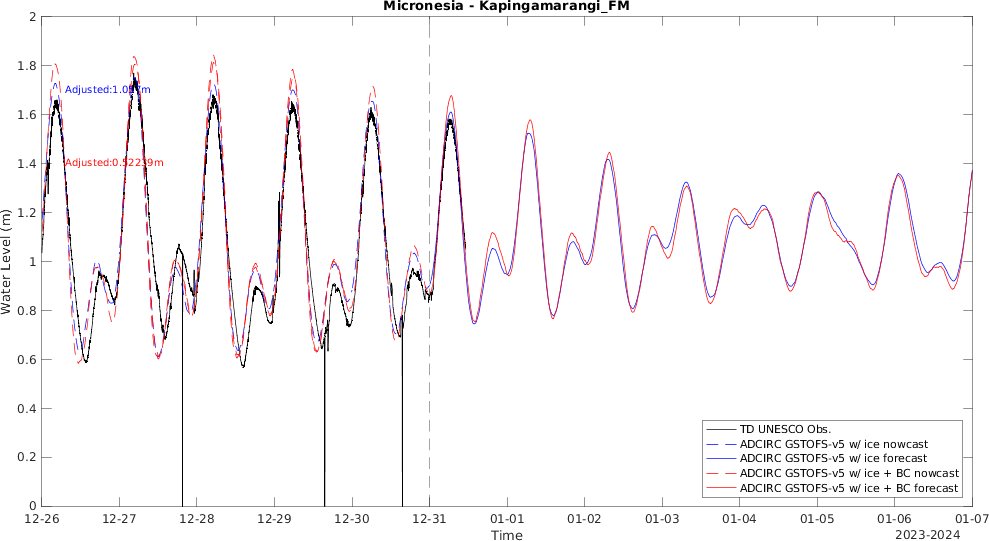 Micronesia - Kapingamarangi_FM
2
1.8
1.6
1.4
1.2
1
0.8
0.6
0.4
0.2
0
Water Level (m)
Adjusted:0.52239m
TD UNESCO Obs.
ADCIRC GSTOFS-v5 w/ ice nowcast
ADCIRC GSTOFS-v5 w/ ice forecast
ADCIRC GSTOFS-v5 w/ ice + BC nowcast
ADCIRC GSTOFS-v5 w/ ice + BC forecast
12-26 12-27 12-28 12-29 12-30 12-31 01-01 01-02 01-03 01-04 01-05 01-06 01-07
Time
2023-2024